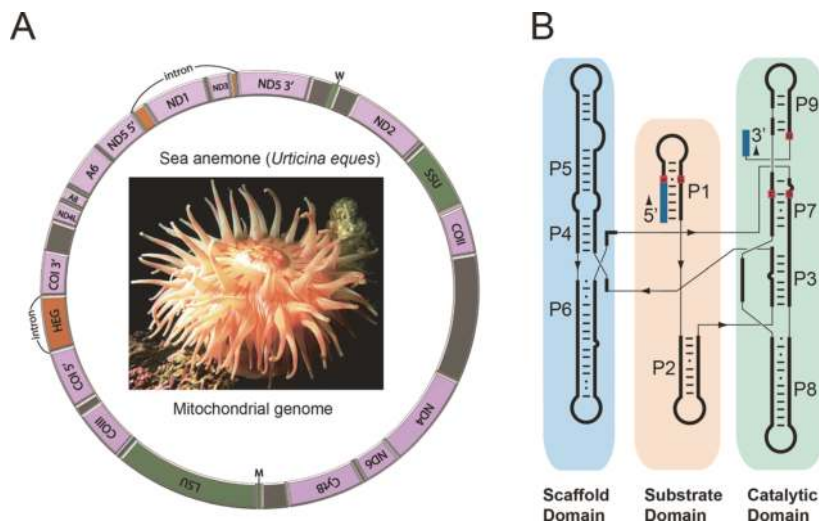 A
intron
ND5 5'
ND1
ND3
ND5 3'
W
ND2
SSU
COII
ND4
ND6
CytB
M
LSU
COIII
COI 5'
HEG
intron
COI 3'
ND4L
A8
A6
Sea anemone (Urticina eques)
Mitochondrial genome
B
P5
P4
P6
P1
5'
P2
3'
P9
P7
P3
P8
Scaffold
Domain
Substrate
Domain
Catalytic
Domain